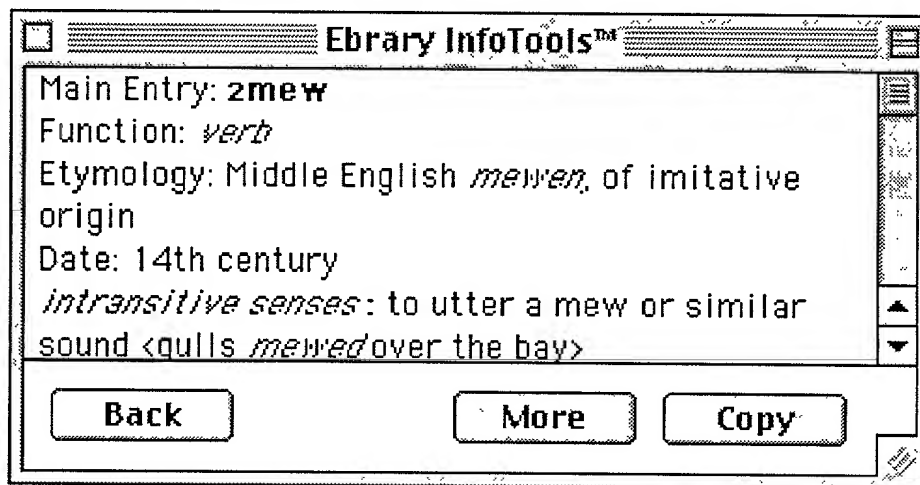 Ebrary InfoTools™
Main Entry: 2mew
Function: verb
Etymology: Middle English mewen, of imitative
origin
Date: 14th century
intransitive senses: to utter a mew or similar
sound <gulls mewed over the bay>
Back More Copy